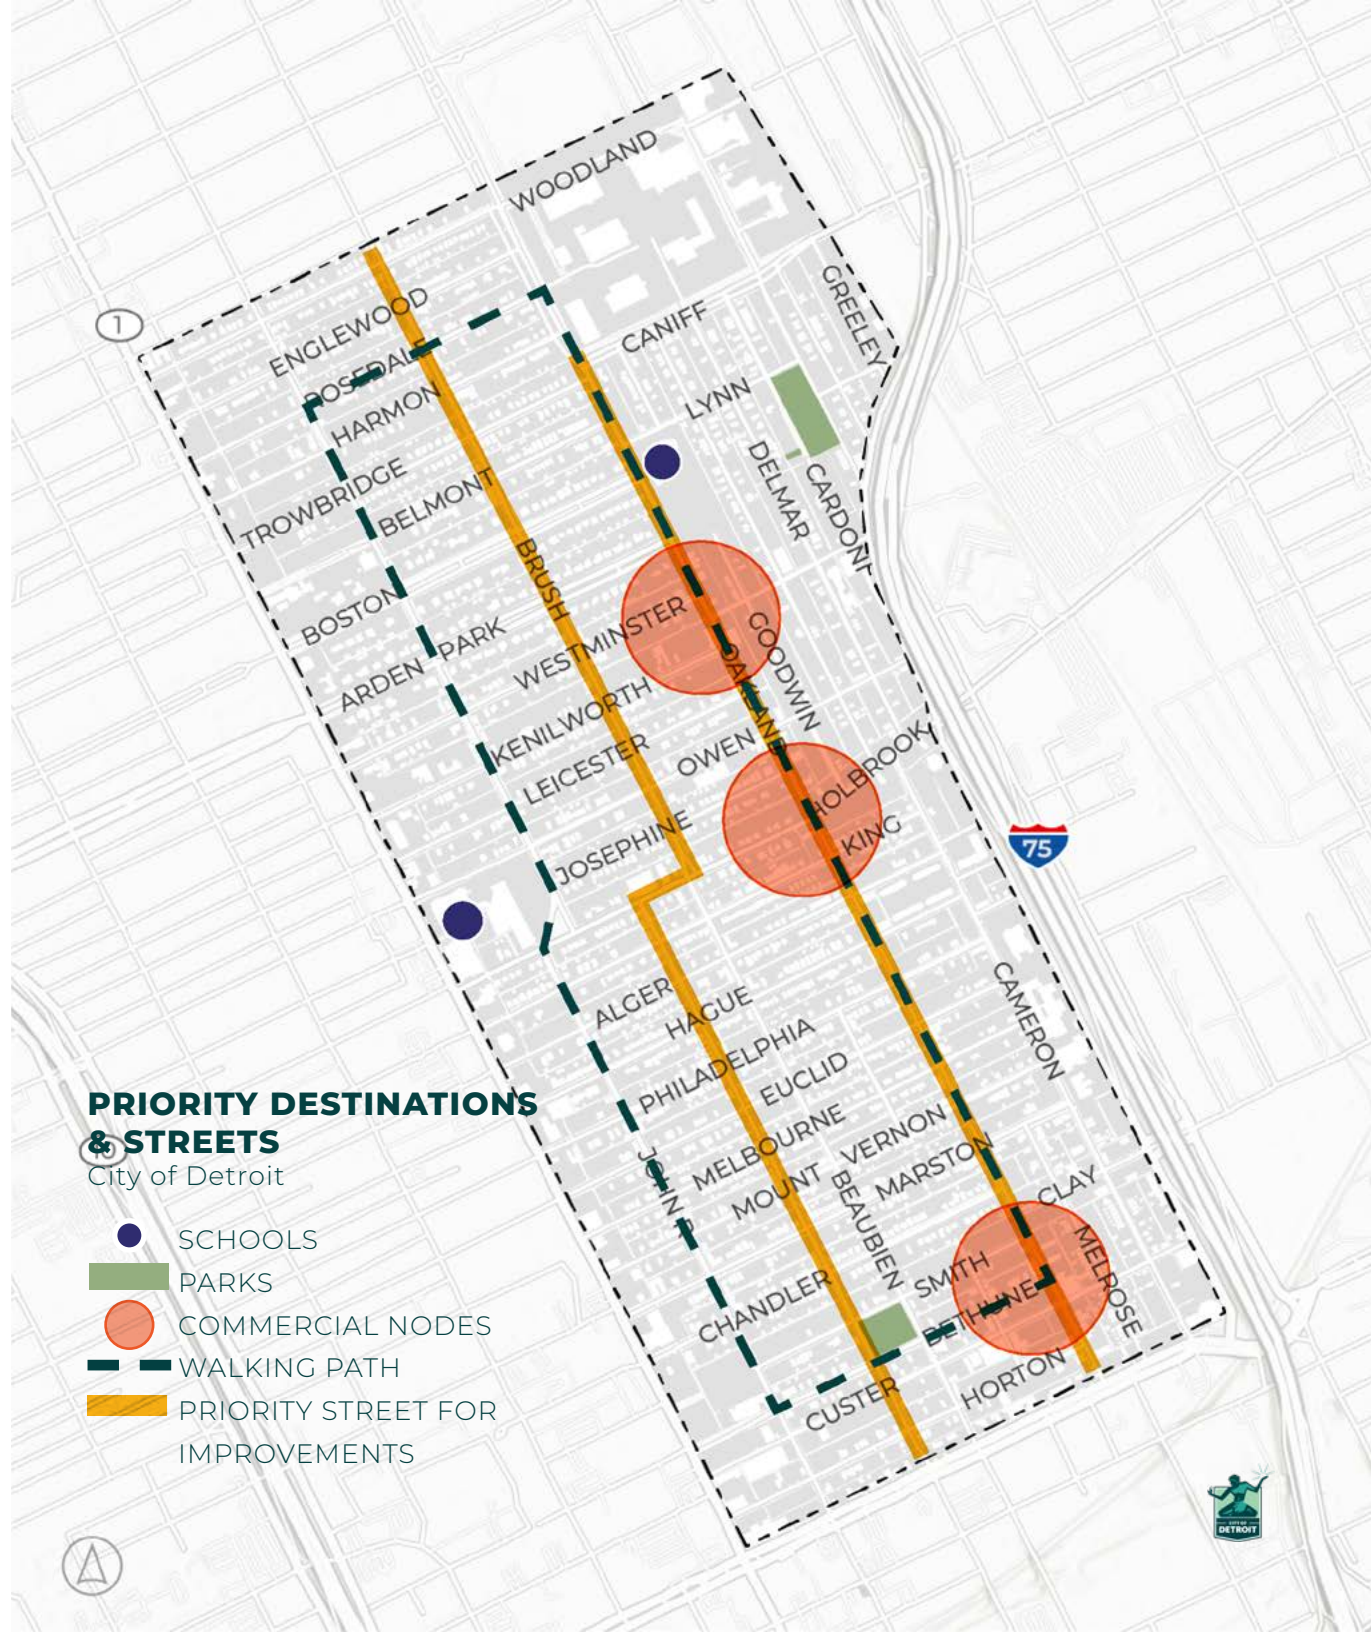 WOODLAND
GREELEY
1
ENGLEWOOD
CANIFF
ROSEDALE
HARMON
LYNN
TROWBRIDGE
BELMONT
DELMAR
CARDONI
BRUSH
BOSTON
ARDEN PARK
WESTMINSTER
GOODWIN
OAKLAND
KENILWORTH
LEICESTER
OWEN
HOLBROOK
KING
JOSEPHINE
75
ALGER
HAGUE
CAMERON
PHILADELPHIA
EUCLID
MELBOURNE
MOUNT VERNON
MARSTON
JOHN R
BEAUBIEN
CLAY
MELROSE
SMITH
CHANDLER
BETHUNE
HORTON
CUSTER
PRIORITY DESTINATIONS
& STREETS
10
City of Detroit
SCHOOLS
PARKS
COMMERCIAL NODES
WALKING PATH
PRIORITY STREET FOR
IMPROVEMENTS
CITY OF
DETROIT